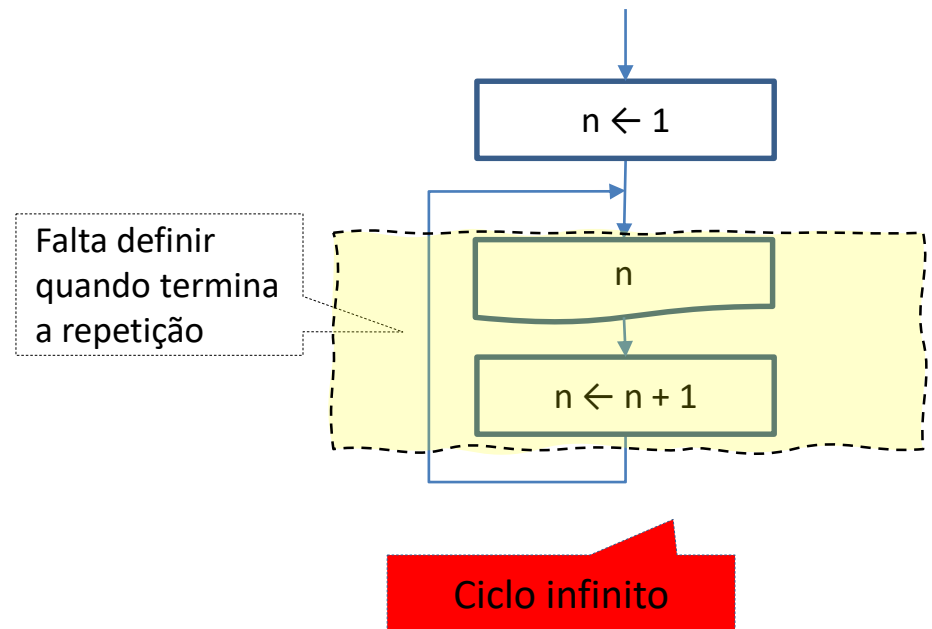 n ← 1
Falta definir
quando termina
a repetição
n
n ← n + 1
Ciclo infinito